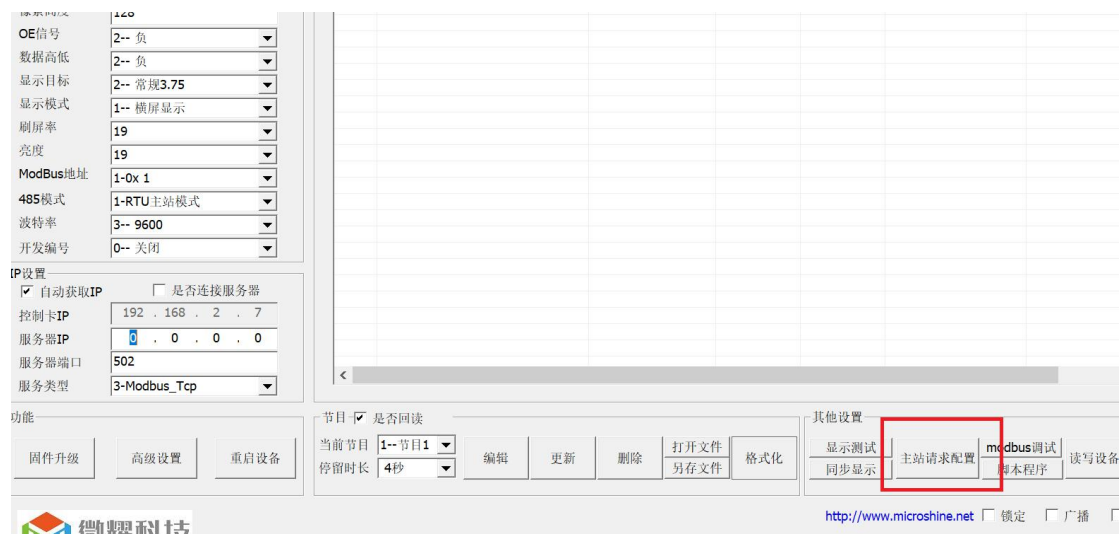 128
OE信号 2-- 负
数据高低 2-- 负
显示目标 2-- 常规3.75
显示模式 1-- 横屏显示
刷屏率 19
亮度 19
ModBus地址 1-0x 1
485模式 1-RTU主站模式
波特率 3-- 9600
开发编号 0-- 关闭
IP设置
自动获取IP 是否连接服务器
控制卡IP 192 . 168 . 2 . 7
服务器IP 0 . 0 . 0 . 0
服务器端口 502
服务类型 3-Modbus_Tcp
<
功能
固件升级 高级设置 重启设备
节目 是否回读
当前节目 1--节目1
停留时长 4秒
编辑 更新 删除
打开文件
另存文件
格式化
其他设置
显示测试
同步显示
主站请求配置
modbus调试
脚本程序
读写设备
http://www.microshine.net 锁定 广播
微耀科技